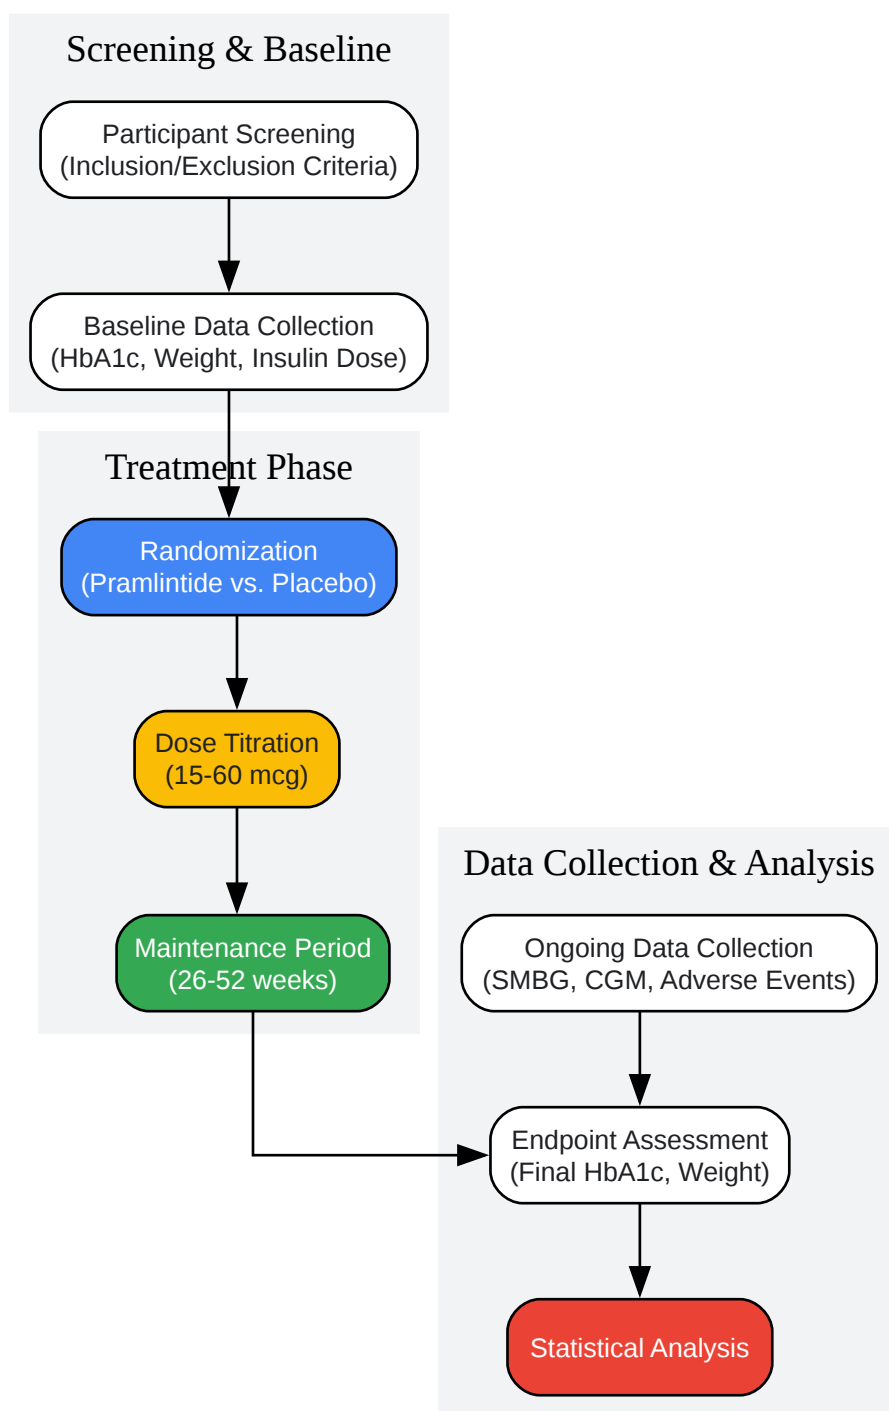 Screening & Baseline
Participant Screening
(Inclusion/Exclusion Criteria)
Baseline Data Collection
(HbA1c, Weight, Insulin Dose)
Treatment Phase
Randomization
(Pramlintide vs. Placebo)
Dose Titration
(15-60 mcg)
Maintenance Period
(26-52 weeks)
Data Collection & Analysis
Ongoing Data Collection
(SMBG, CGM, Adverse Events)
Endpoint Assessment
(Final HbA1c, Weight)
Statistical Analysis